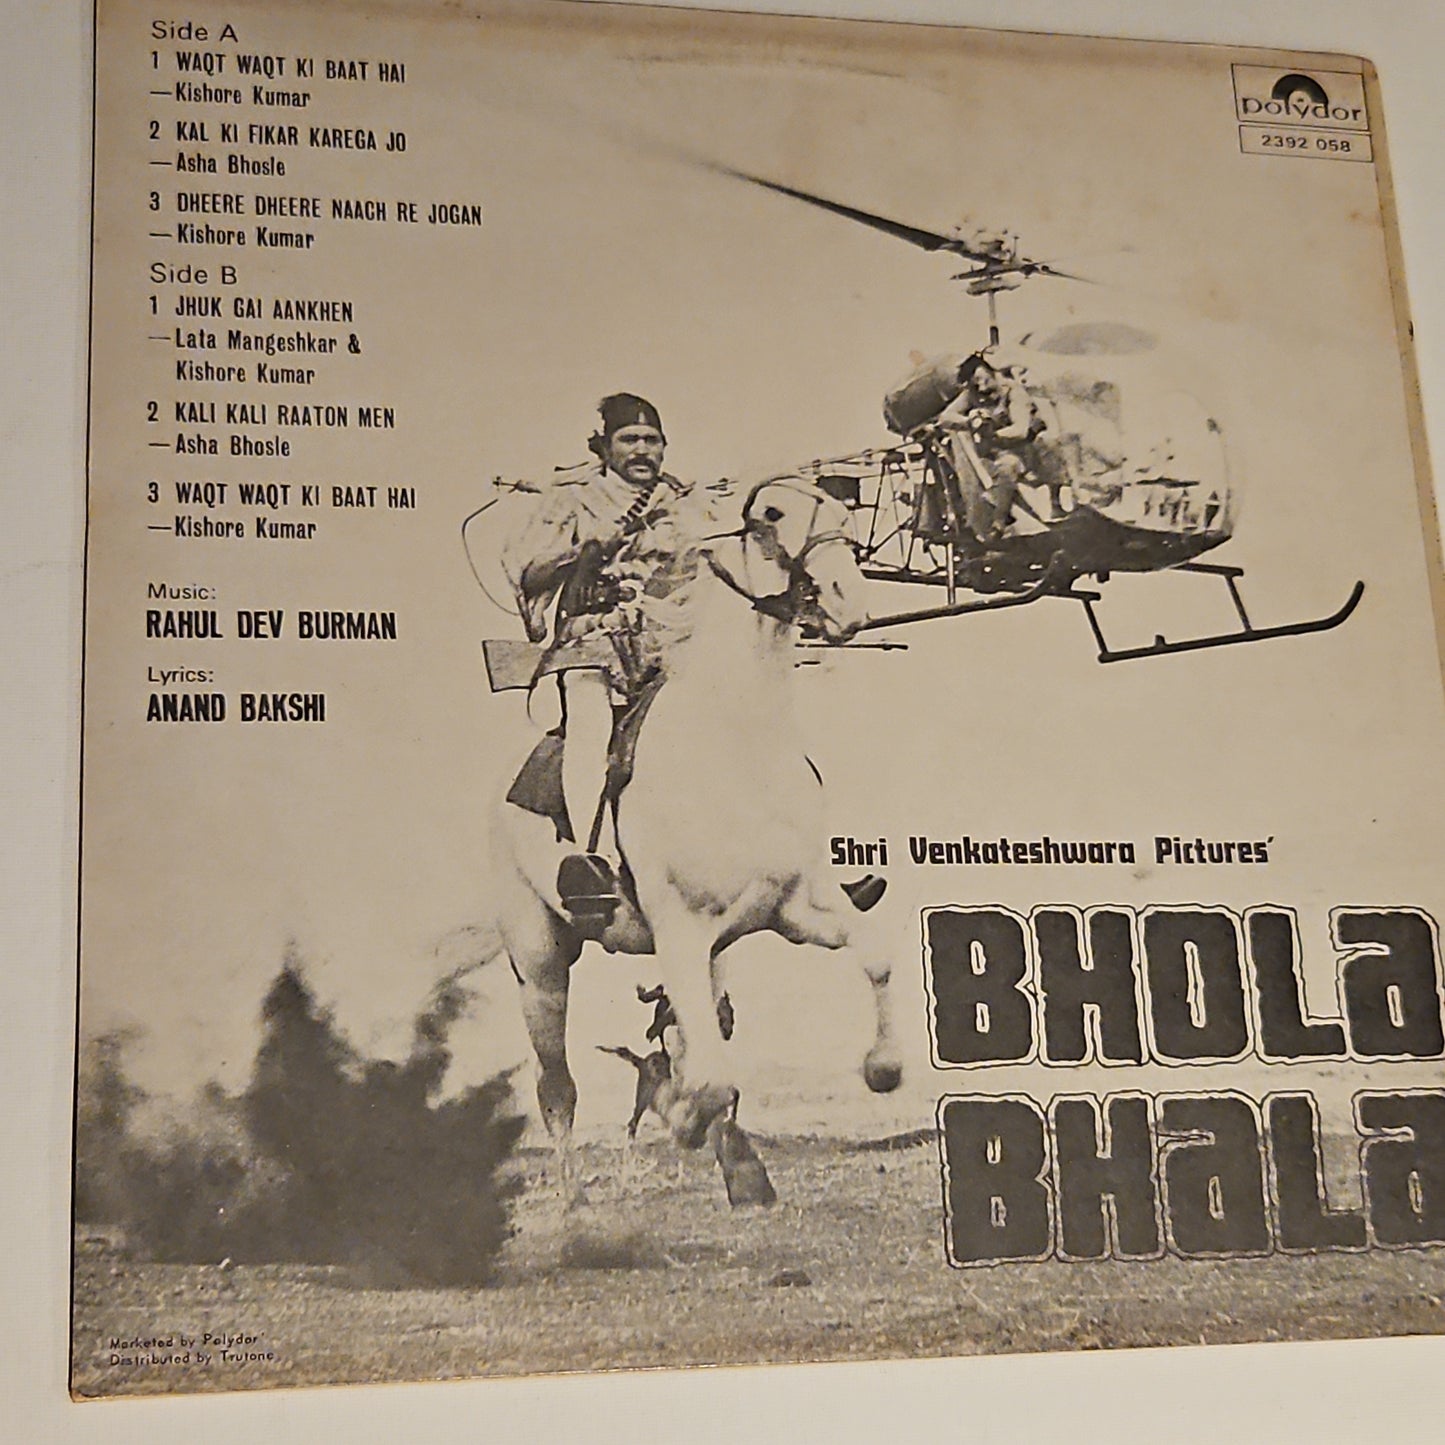 Side A
1 WAQT WAQT KI BAAT HAI
—Kishore Kumar
2 KAL KI FIKAR KAREGA JO
—Asha Bhosle
3 DHEERE DHEERE NAACH RE JOGAN
—Kishore Kumar
Side B
1 JHUK GAI AANKHEN
—Lata Mangeshkar &
Kishore Kumar
2 KALI KALI RAATON MEN
—Asha Bhosle
3 WAQT WAQT KI BAAT HAI
—Kishore Kumar
Music:
RAHUL DEV BURMAN
Lyrics:
ANAND BAKSHI
polydor
2392 058
Shri Venkateshwara Pictures'
BHOLA
BHALA
Marketed by Polydor
Distributed by Trutone